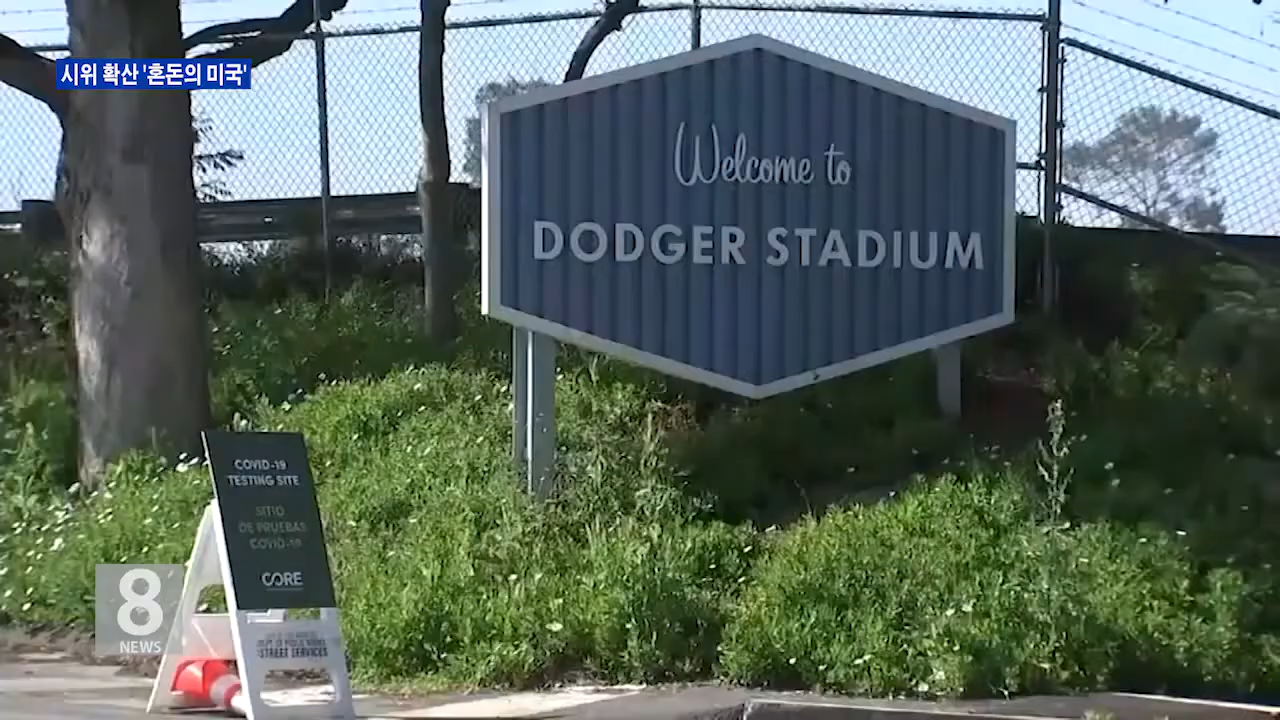 시위 확산 '혼돈의 미국'
Welcome to
DODGER STADIUM
COVID-19
TESTING SITE
SITIO
DE PRUEBAS
COVID-19
CORE
STREET SERVICES
8
NEWS